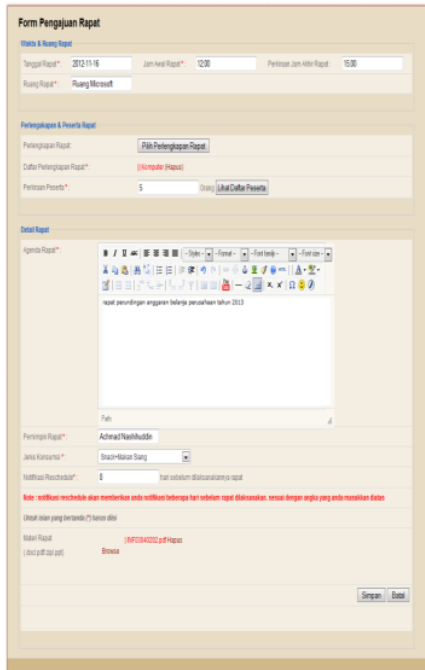 Form Pengajuan Rapat
Waktu & Ruang Rapat
Tanggal Rapat* : 2012-11-16 Jam Awal Rapat* : 12:00 Perkiraan Jam Akhir Rapat : 15:00
Ruang Rapat* : Ruang Microsoft
Perlengkapan & Peserta Rapat
Perlengkapan Rapat: Pilih Perlengkapan Rapat
Daftar Perlengkapan Rapat* : Komputer (Hapus)
Perkiraan Peserta* : 5 Orang Lihat Daftar Peserta
Detail Rapat
Agenda Rapat* :
-- Styles -- -- Format -- -- Font family -- -- Font size --
rapat perundingan anggaran belanja perusahaan tahun 2013
Path:
Pemimpin Rapat* : Achmad Nashihuddin
Jenis Konsumsi* : Snack+Makan Siang
Notifikasi Reschedule* : hari sebelum dilaksanakannya rapat
Note : notifikasi reschedule akan memberikan anda notifikasi beberapa hari sebelum rapat dilaksanakan, sesuai dengan angka yang anda masukkan diatas
Untuk isian yang bertanda (*) harus diisi
Materi Rapat
Hapus
Browse
Simpan Batal